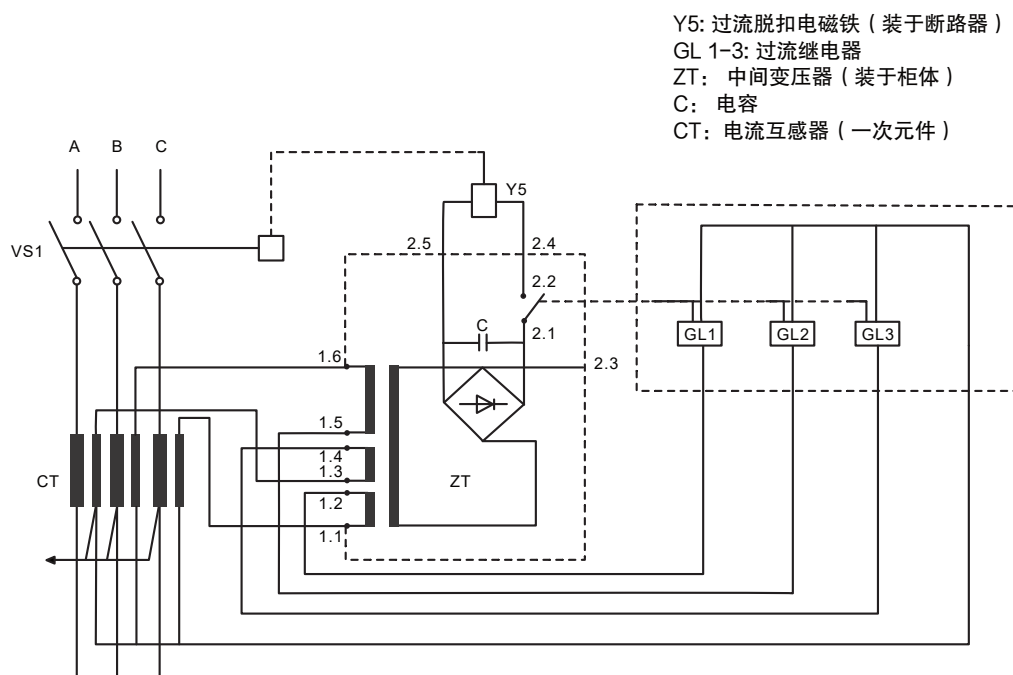 Y5: 过流脱扣电磁铁（装于断路器）
GL 1-3: 过流继电器
ZT： 中间变压器（装于柜体）
C： 电容
CT：电流互感器（一次元件）
A B C
Y5
VS1
2.5 2.4
2.2
C 2.1
GL1 GL2 GL3
1.6 2.3
1.5
1.4
1.3
CT ZT
1.2
1.1